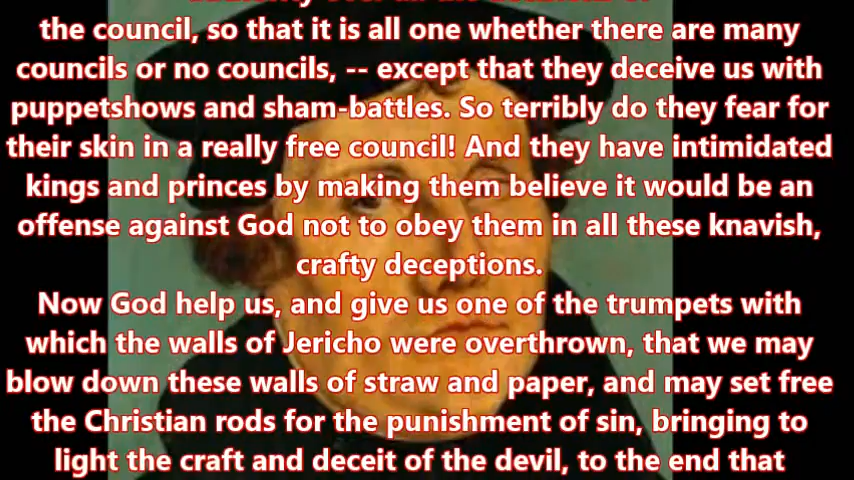 the council, so that it is all one whether there are many
councils or no councils, -- except that they deceive us with
puppetshows and sham-battles. So terribly do they fear for
their skin in a really free council! And they have intimidated
kings and princes by making them believe it would be an
offense against God not to obey them in all these knavish,
crafty deceptions.
Now God help us, and give us one of the trumpets with
which the walls of Jericho were overthrown, that we may
blow down these walls of straw and paper, and may set free
the Christian rods for the punishment of sin, bringing to
light the craft and deceit of the devil, to the end that